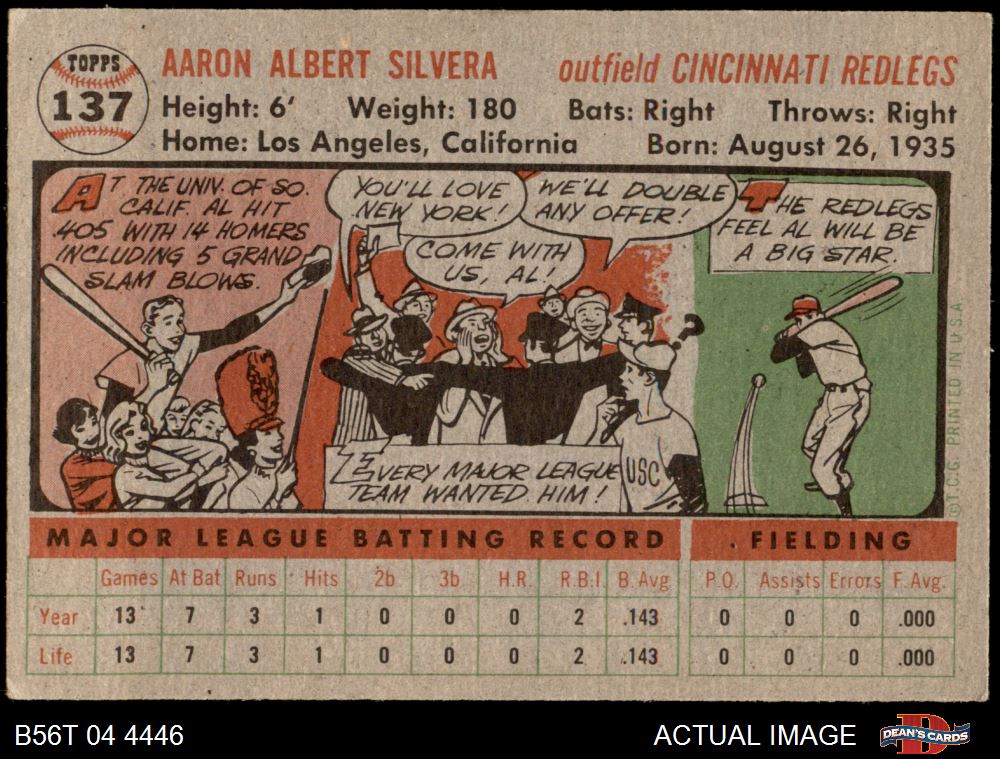 TOPPS
137
AARON ALBERT SILVERA outfield CINCINNATI REDLEGS
Height: 6' Weight: 180 Bats: Right Throws: Right
Home: Los Angeles, California Born: August 26, 1935
AT THE UNIV. OF SO.
CALIF. AL HIT
405 WITH 14 HOMERS
INCLUDING 5 GRAND
SLAM BLOWS.
YOU'LL LOVE
NEW YORK!
WE'LL DOUBLE
ANY OFFER!
COME WITH
US, AL!
?
USC
EVERY MAJOR LEAGUE
TEAM WANTED HIM!
THE REDLEGS
FEEL AL WILL BE
A BIG STAR.
©T.C.G. PRINTED IN U.S.A
MAJOR LEAGUE BATTING RECORD FIELDING
Games At Bat Runs Hits 2b 3b H.R. R.B.I. B. Avg. P.O. Assists Errors F. Avg.
Year 13 7 3 1 0 0 0 2 .143 0 0 0 .000
Life 13 7 3 1 0 0 0 2 .143 0 0 0 .000
B56T 04 4446 ACTUAL IMAGE
D
DEAN'S CARDS